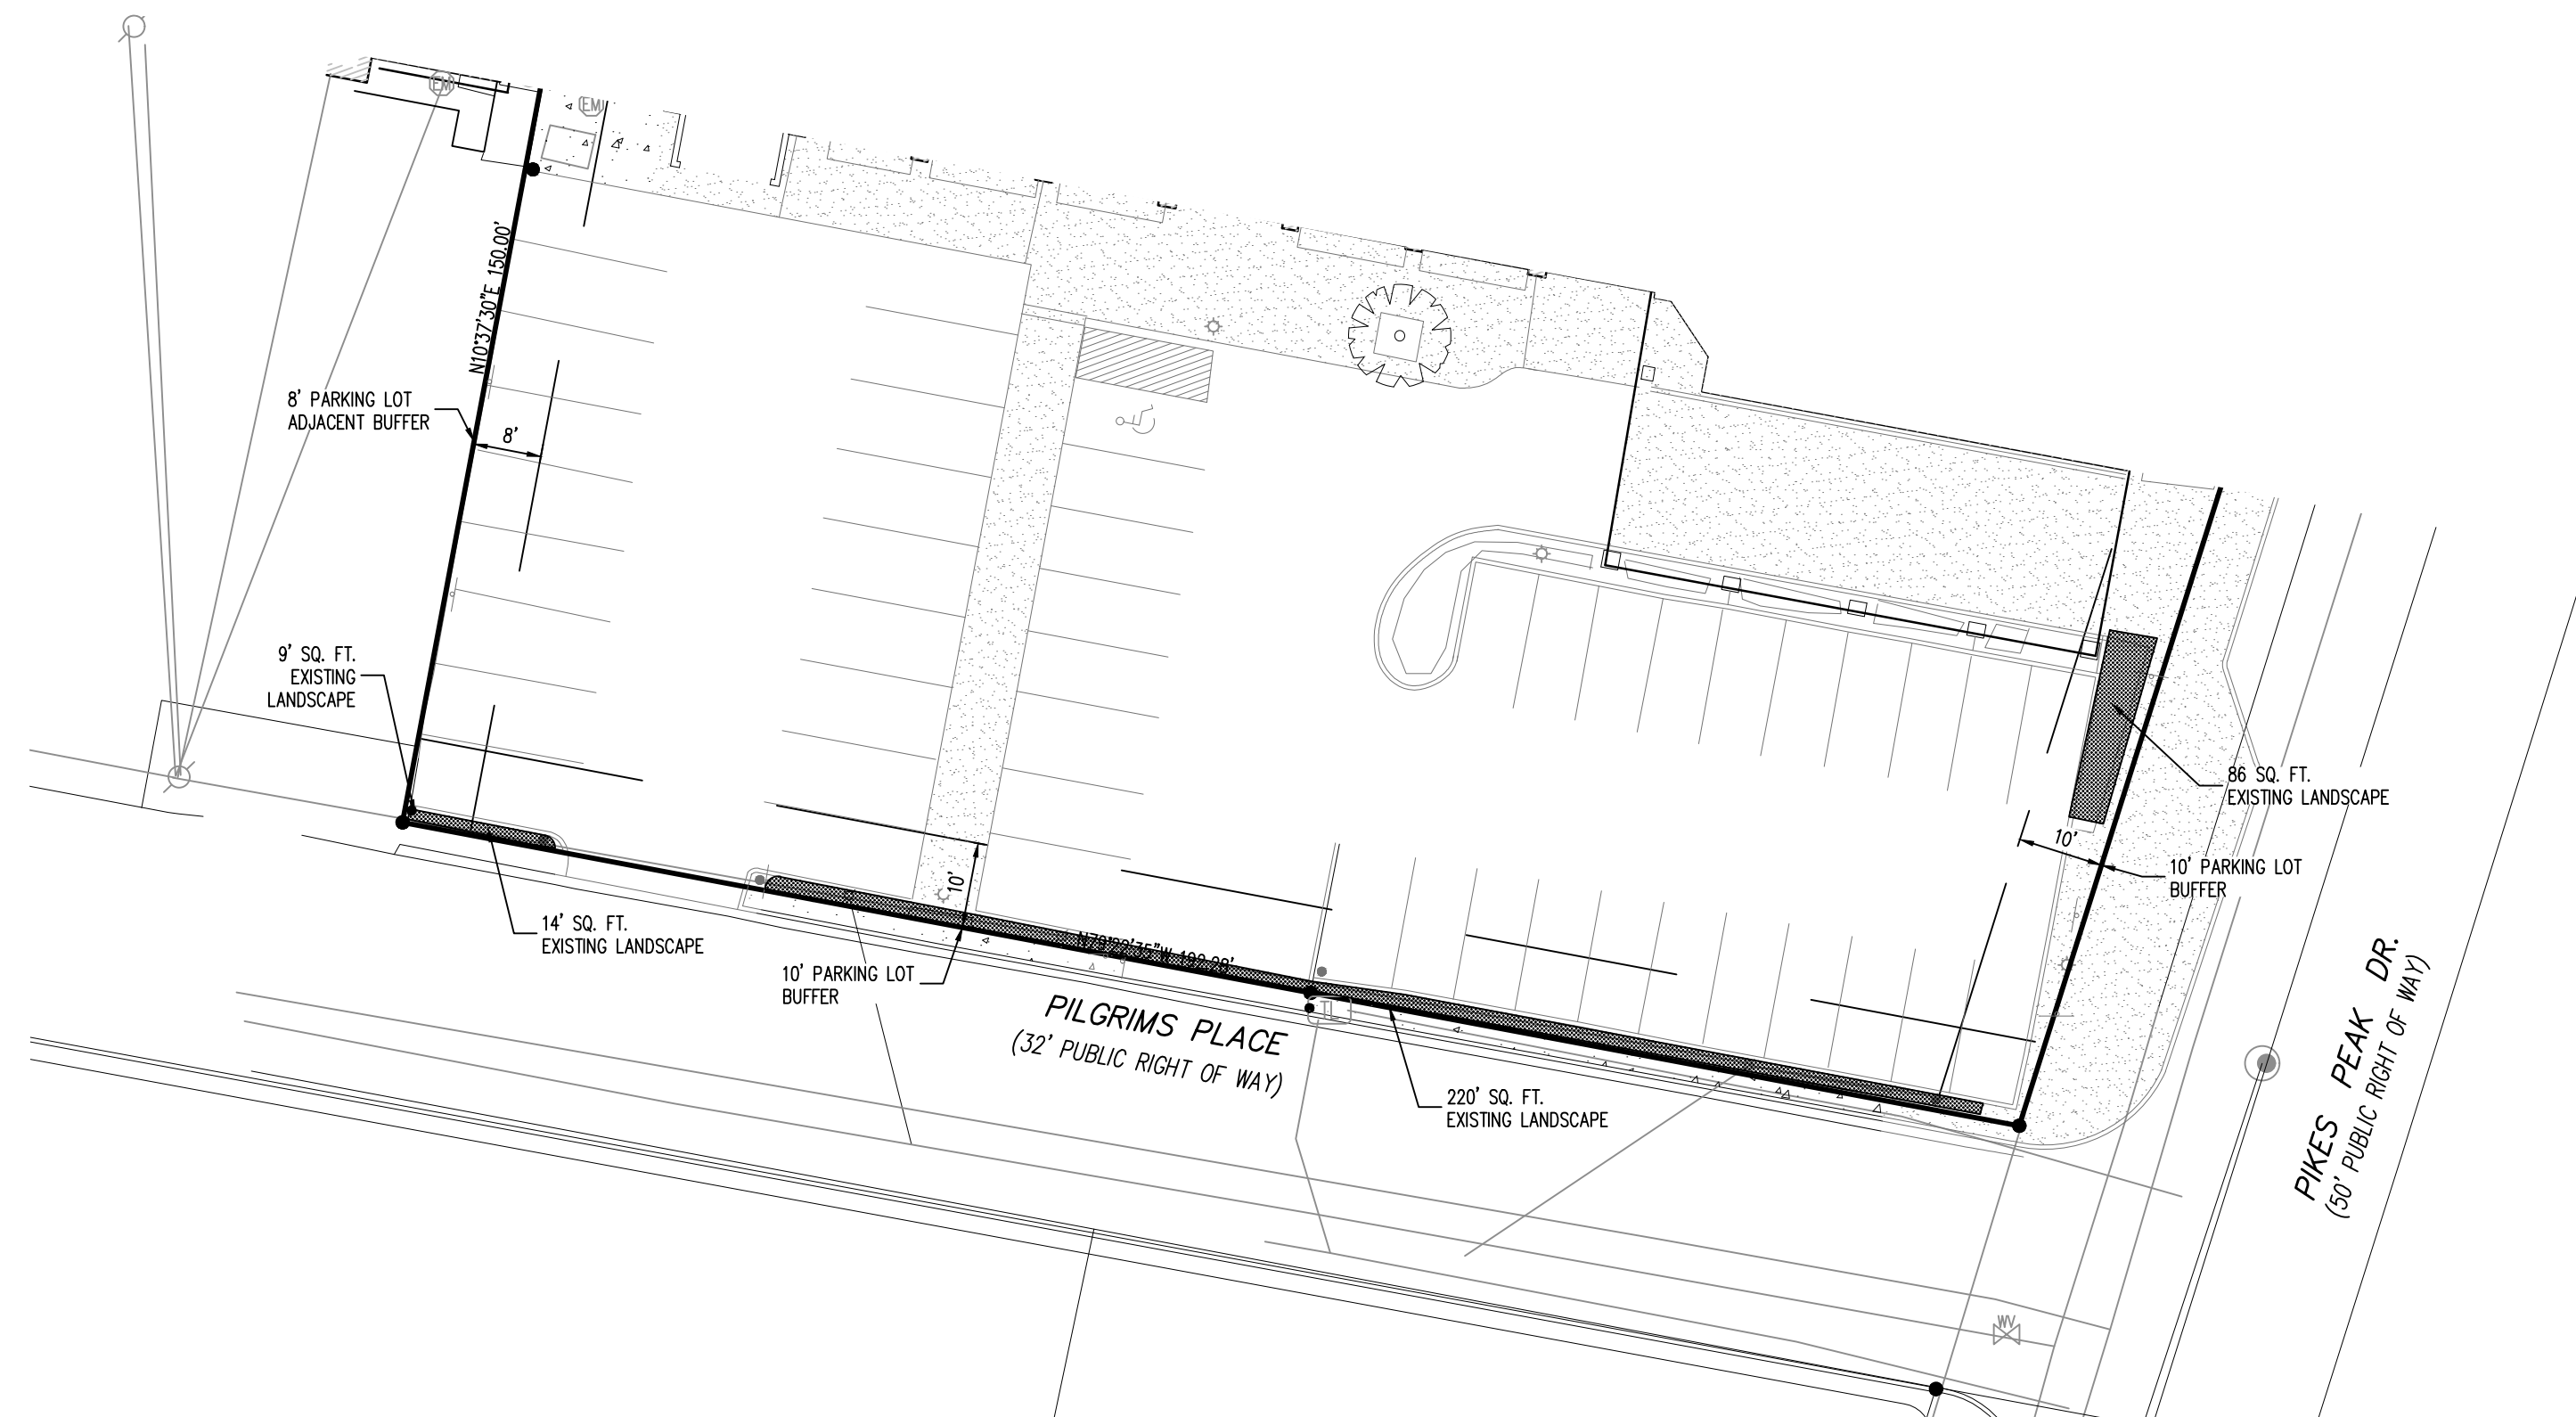 EM
EM
N10°37'30"E 150.00'
8' PARKING LOT
ADJACENT BUFFER
8'
9' SQ. FT.
EXISTING
LANDSCAPE
14' SQ. FT.
EXISTING LANDSCAPE
10'
10' PARKING LOT
BUFFER
PILGRIMS PLACE
(32' PUBLIC RIGHT OF WAY)
TL
220' SQ. FT.
EXISTING LANDSCAPE
86 SQ. FT.
EXISTING LANDSCAPE
10'
10' PARKING LOT
BUFFER
PIKES PEAK DR.
(50' PUBLIC RIGHT OF WAY)
WV